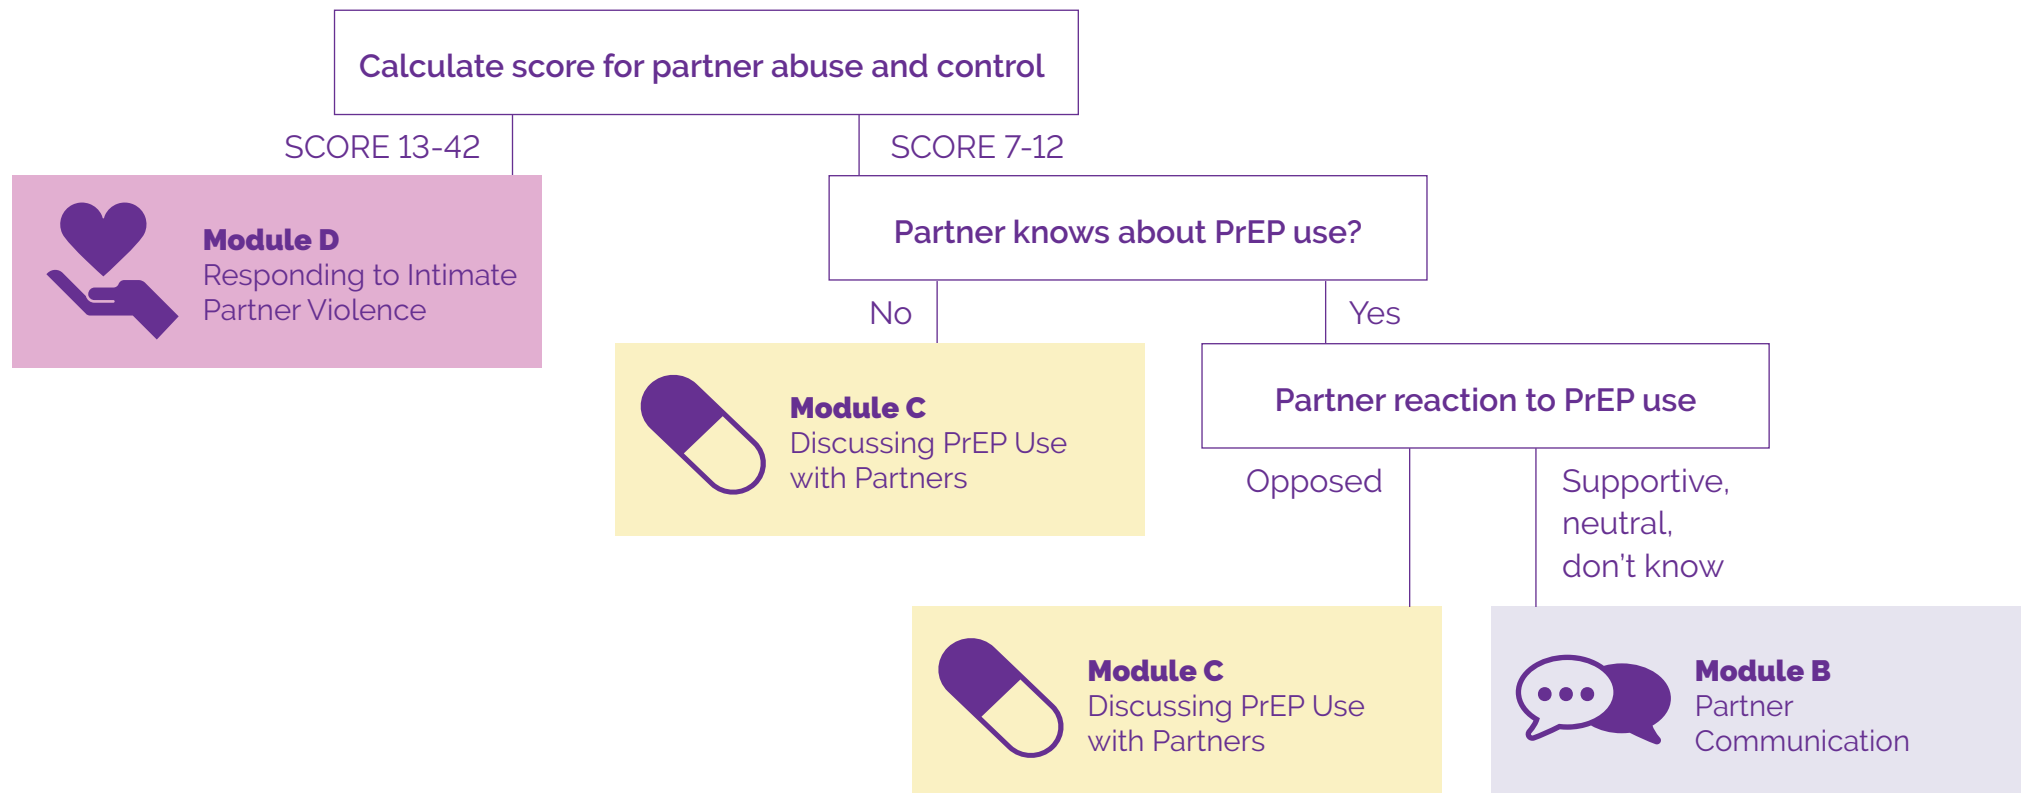 Calculate score for partner abuse and control
SCORE 13-42
SCORE 7-12
Module D
Responding to Intimate
Partner Violence
Partner knows about PrEP use?
No
Yes
Module C
Discussing PrEP Use
with Partners
Partner reaction to PrEP use
Opposed
Supportive,
neutral,
don't know
Module C
Discussing PrEP Use
with Partners
Module B
Partner
Communication